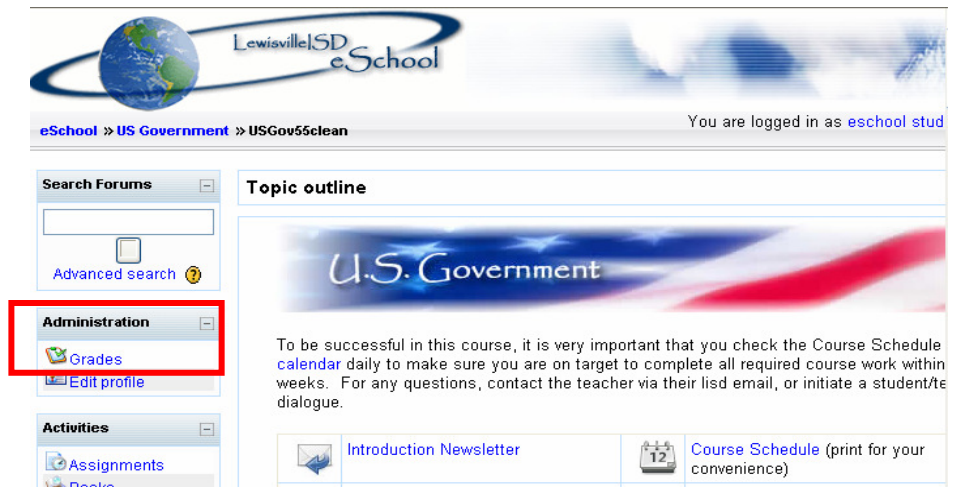 LewisvilleISD
eSchool
eSchool » US Government » USGov55clean
You are logged in as eschool stud
Search Forums
Advanced search
Administration
Grades
Edit profile
Activities
Assignments
Books
Topic outline
U.S. Government
To be successful in this course, it is very important that you check the Course Schedule
calendar daily to make sure you are on target to complete all required course work within
weeks. For any questions, contact the teacher via their lisd email, or initiate a student/te
dialogue.
Introduction Newsletter
12
Course Schedule (print for your
convenience)